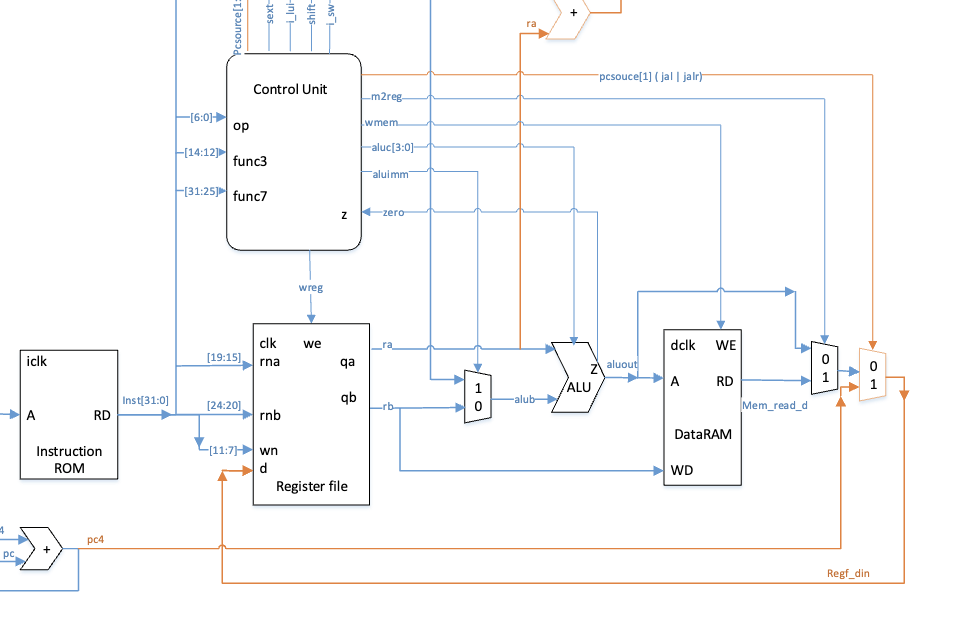 Pcsource[1:
sext-
i_lui-
shift-
i_sw-
+
ra
Control Unit
pcsouce[1] ( jal | jalr)
m2reg
[6:0]
op
wmem
[14:12]
func3
aluc[3:0]
aluimm
[31:25]
func7
z
zero
wreg
iclk
clk
we
[19:15]
rna
qa
ra
dclk
WE
0
1
0
1
Z
aluout
ALU
A
RD
Inst[31:0]
[24:20]
rnb
qb
rb
1
0
alub
A
RD
Mem_read_d
Instruction
ROM
[11:7]
wn
d
Register file
DataRAM
WD
4
pc
+
pc4
Regf_din